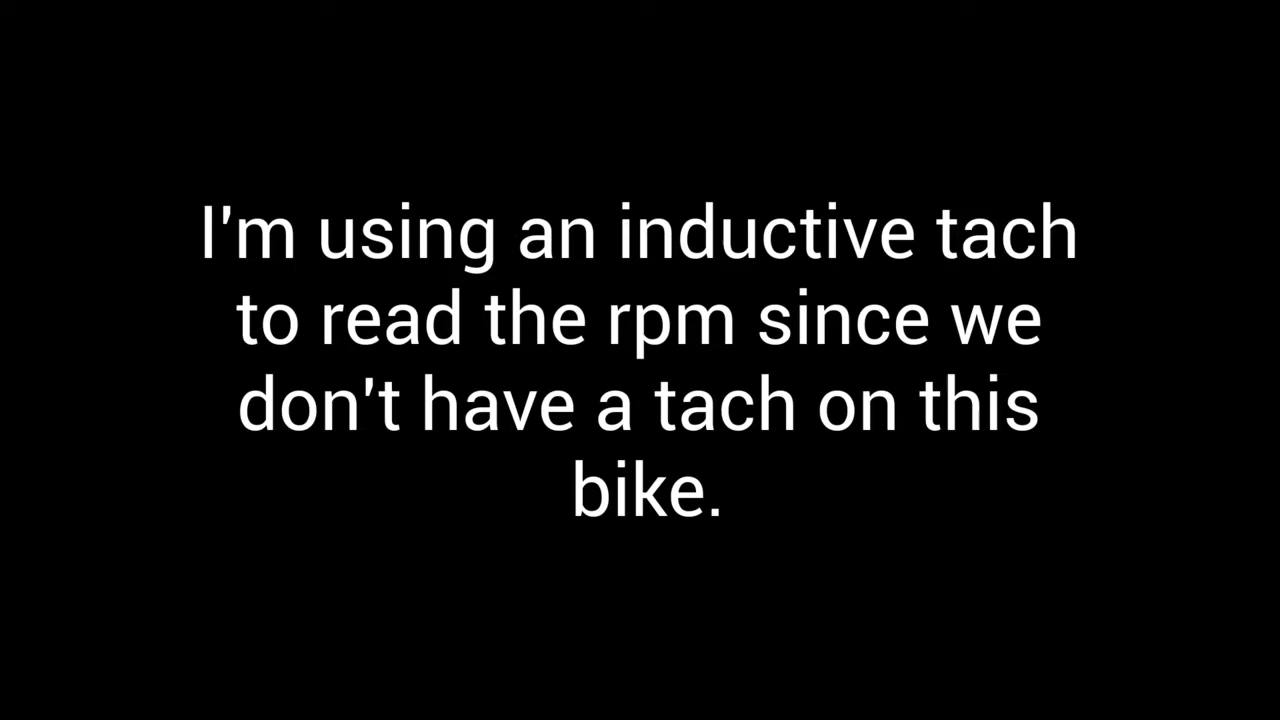 I'm using an inductive tach
to read the rpm since we
don't have a tach on this
bike.